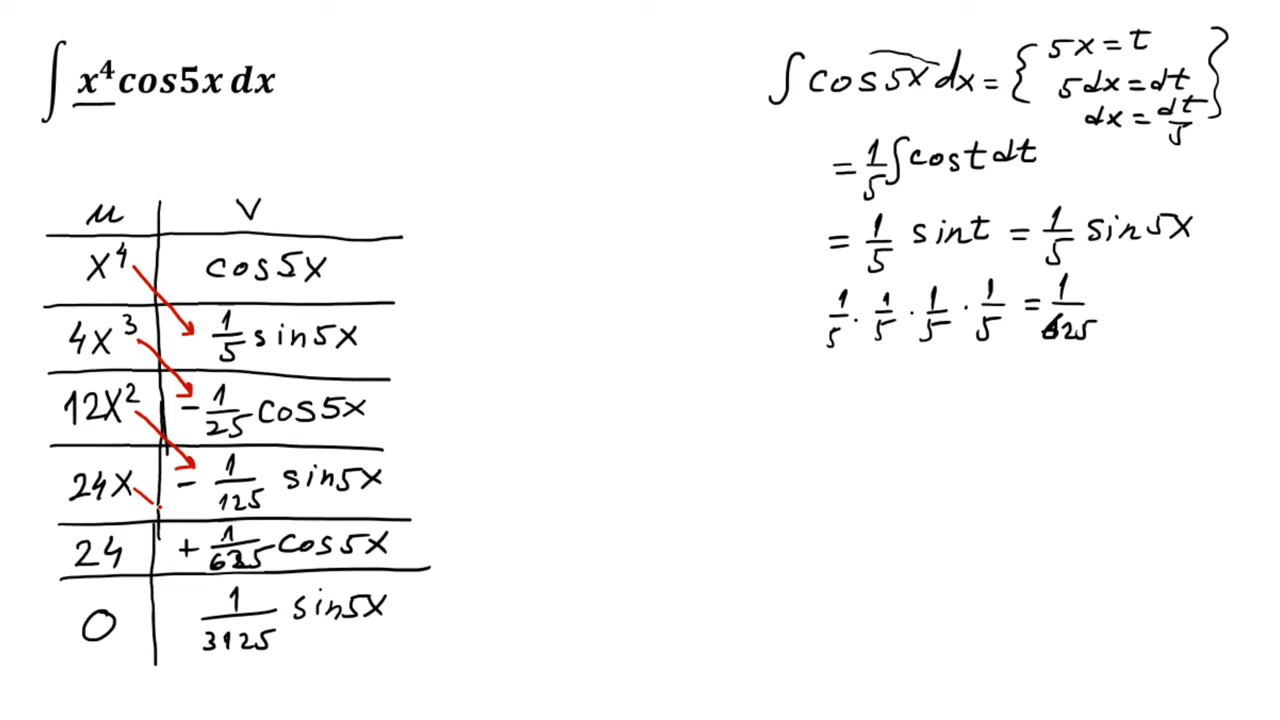 ∫ x⁴cos5x dx
u | v
x⁴ | cos5x
4x³ | 1/5 sin5x
12x² | - 1/25 cos5x
24x | - 1/125 sin5x
24 | + 1/625 cos5x
0 | 1/3125 sin5x
∫ cos5x dx = { 5x = t
5dx = dt
dx = dt/5 }
= 1/5 ∫ cost dt
= 1/5 sint = 1/5 sin5x
1/5 · 1/5 · 1/5 · 1/5 = 1/625